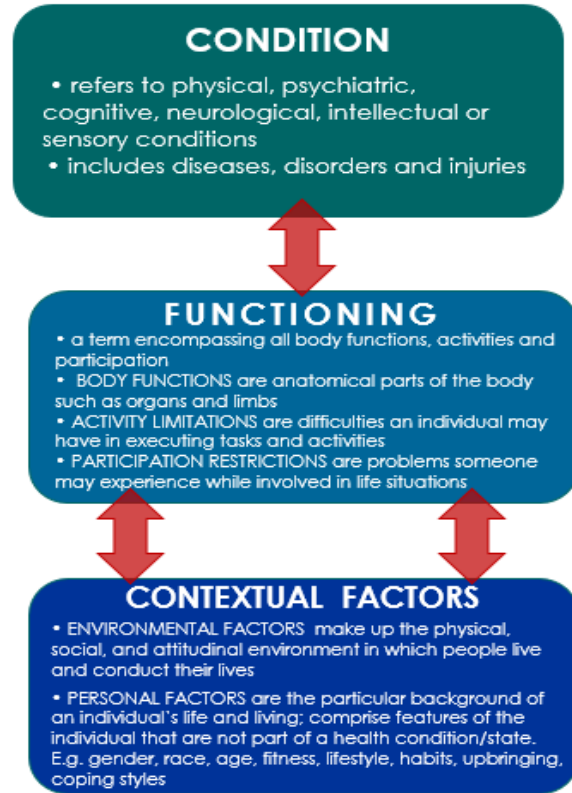 CONDITION
• refers to physical, psychiatric,
cognitive, neurological, intellectual or
sensory conditions
• includes diseases, disorders and injuries
FUNCTIONING
• a term encompassing all body functions, activities and
participation
• BODY FUNCTIONS are anatomical parts of the body
such as organs and limbs
• ACTIVITY LIMITATIONS are difficulties an individual may
have in executing tasks and activities
• PARTICIPATION RESTRICTIONS are problems someone
may experience while involved in life situations
CONTEXTUAL FACTORS
• ENVIRONMENTAL FACTORS make up the physical,
social, and attitudinal environment in which people live
and conduct their lives
• PERSONAL FACTORS are the particular background of
an individual`s life and living; comprise features of the
individual that are not part of a health condition/state.
E.g. gender, race, age, fitness, lifestyle, habits, upbringing,
coping styles